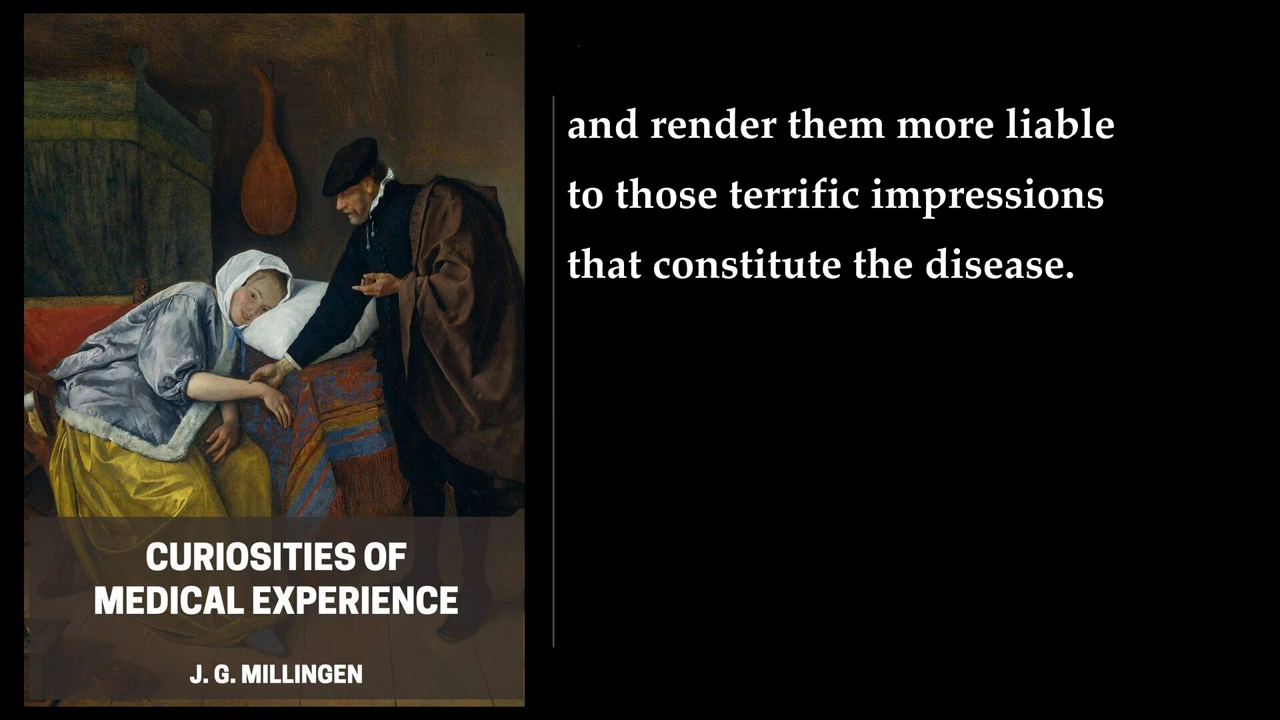 and render them more liable
to those terrific impressions
that constitute the disease.
CURIOSITIES OF
MEDICAL EXPERIENCE
J. G. MILLINGEN